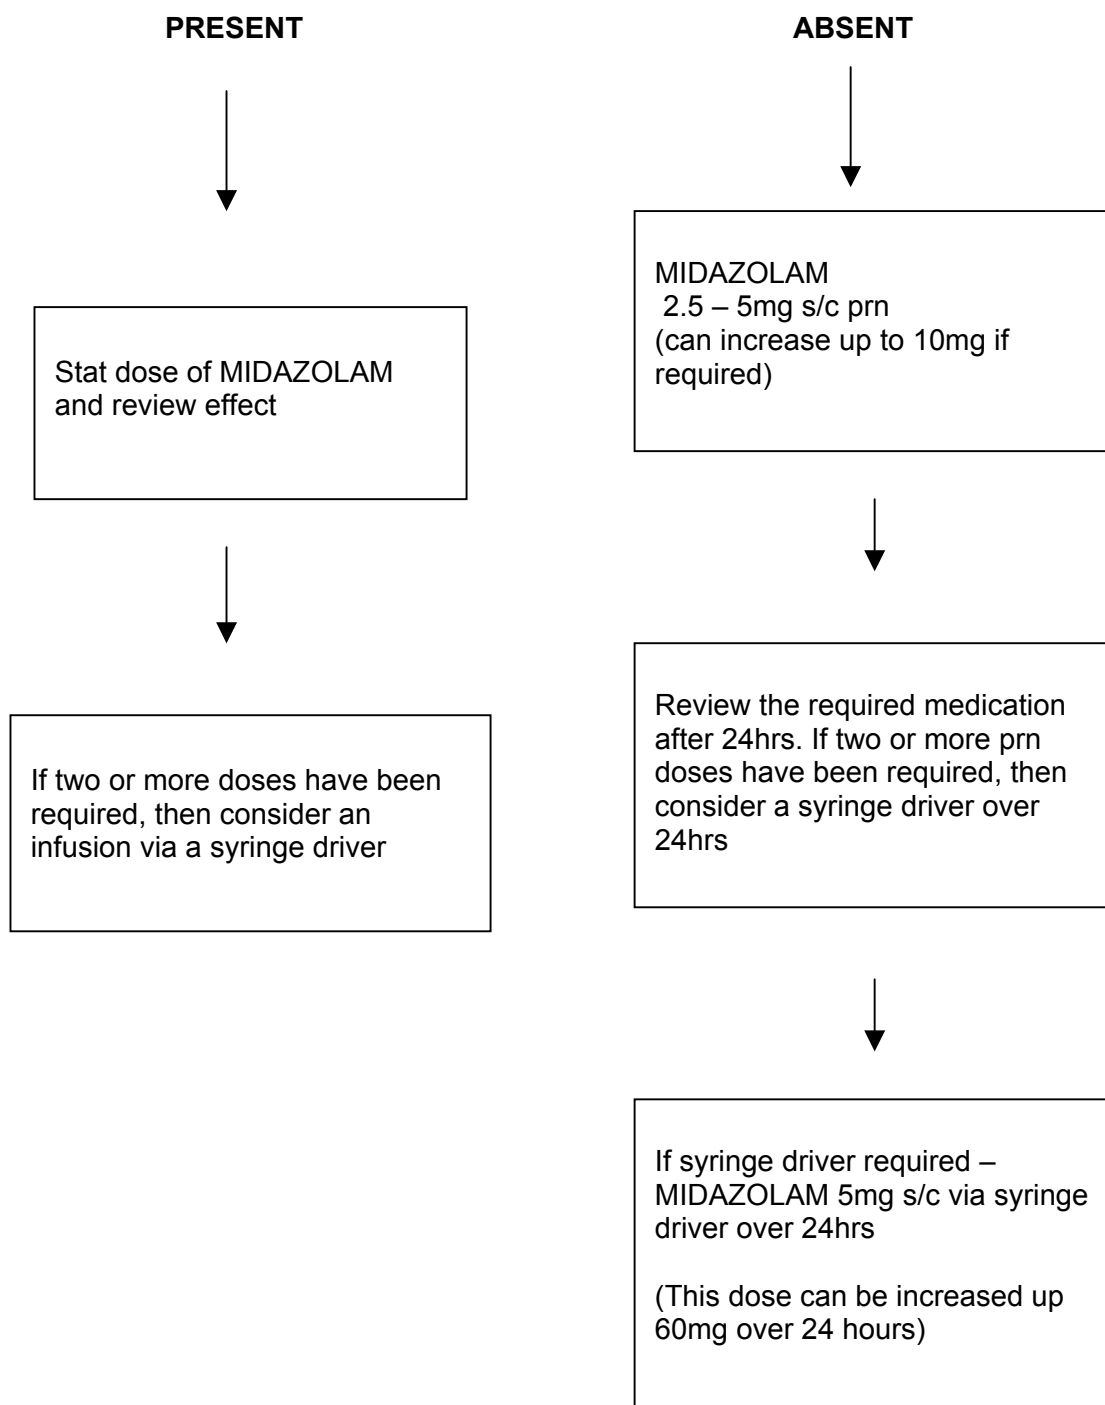 PRESENT
ABSENT
Stat dose of MIDAZOLAM
and review effect
If two or more doses have been
required, then consider an
infusion via a syringe driver
MIDAZOLAM
2.5 – 5mg s/c prn
(can increase up to 10mg if
required)
Review the required medication
after 24hrs. If two or more prn
doses have been required, then
consider a syringe driver over
24hrs
If syringe driver required –
MIDAZOLAM 5mg s/c via syringe
driver over 24hrs
(This dose can be increased up
60mg over 24 hours)